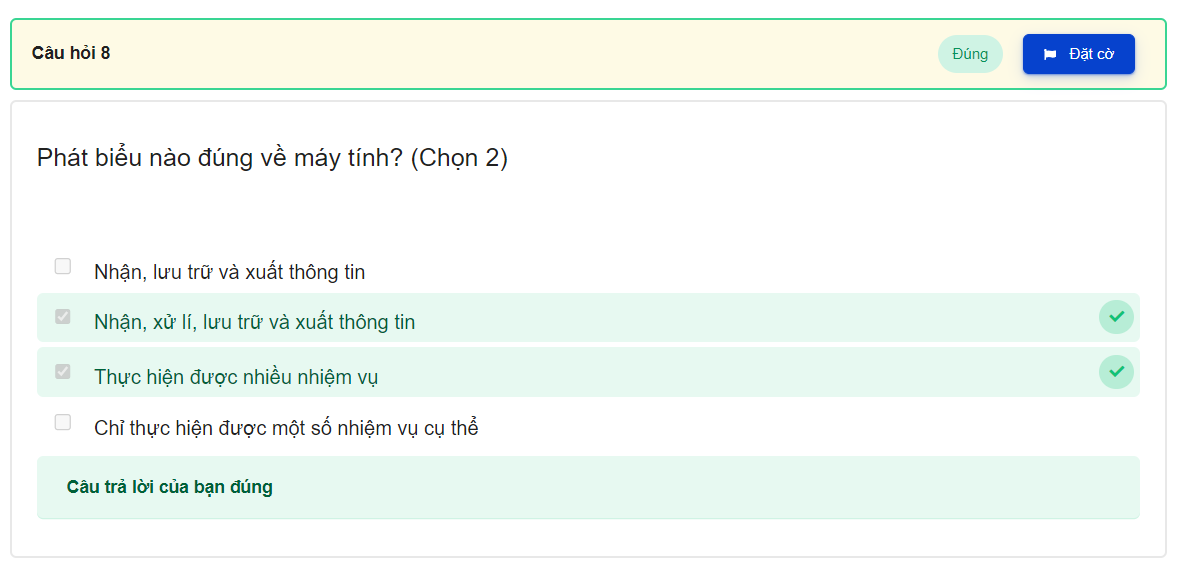 Câu hỏi 8
Đúng
Đặt cờ
Phát biểu nào đúng về máy tính? (Chọn 2)
Nhận, lưu trữ và xuất thông tin
Nhận, xử lí, lưu trữ và xuất thông tin
Thực hiện được nhiều nhiệm vụ
Chỉ thực hiện được một số nhiệm vụ cụ thể
Câu trả lời của bạn đúng